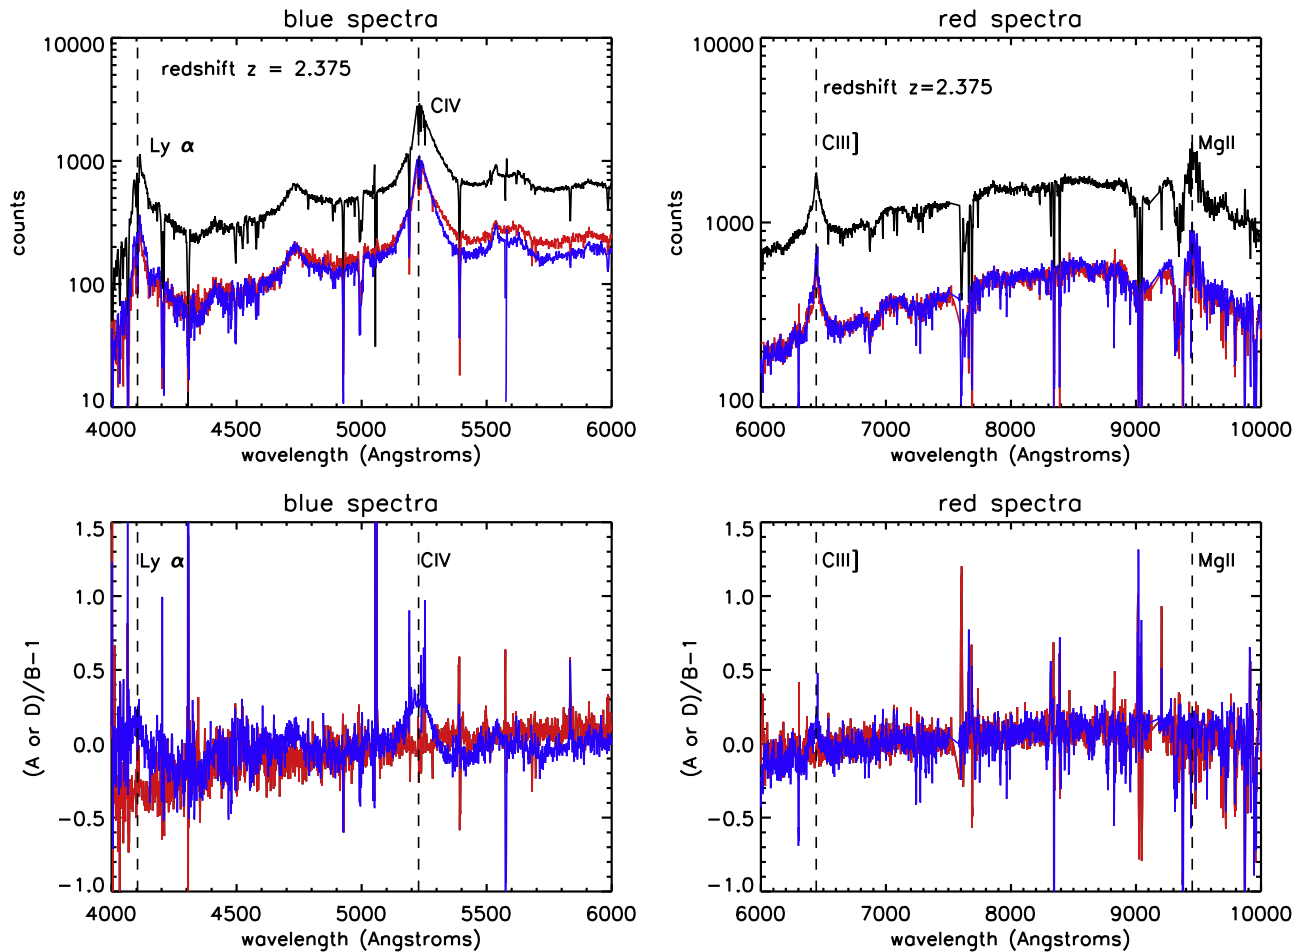 blue spectra
10000
1000
100
10
counts
redshift z = 2.375
Ly α
CIV
4000 4500 5000 5500 6000
wavelength (Angstroms)
red spectra
10000
1000
100
counts
redshift z=2.375
CIII]
MgII
6000 7000 8000 9000 10000
wavelength (Angstroms)
blue spectra
1.5
1.0
0.5
0.0
−0.5
−1.0
(A or D)/B−1
Ly α
CIV
4000 4500 5000 5500 6000
wavelength (Angstroms)
red spectra
1.5
1.0
0.5
0.0
−0.5
−1.0
(A or D)/B−1
CIII]
MgII
6000 7000 8000 9000 10000
wavelength (Angstroms)